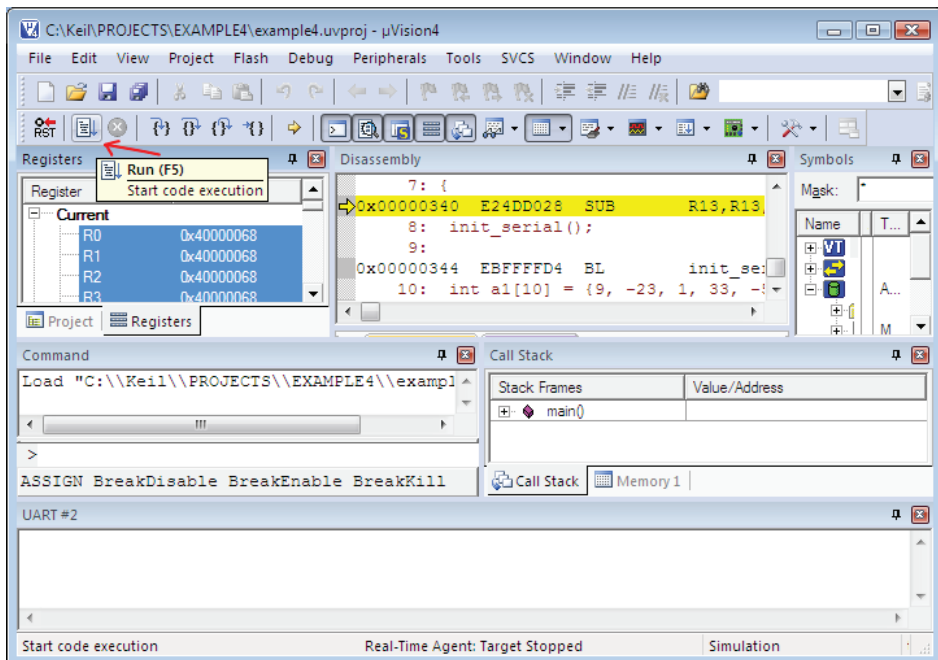 C:\Keil\PROJECTS\EXAMPLE4\example4.uvproj - µVision4
File Edit View Project Flash Debug Peripherals Tools SVCS Window Help
RST
Run (F5)
Start code execution
Registers
Register
Current
R0 0x40000068
R1 0x40000068
R2 0x40000068
R3 0x40000068
Project Registers
Disassembly
7: {
0x00000340 E24DD028 SUB R13,R13,
8: init_serial();
9:
0x00000344 EBFFFFD4 BL init_se
10: int a1[10] = {9, -23, 1, 33, -
Symbols
Mask: *
Name T...
A...
M
Command
Load "C:\\Keil\\PROJECTS\\EXAMPLE4\\exampl
>
ASSIGN BreakDisable BreakEnable BreakKill
Call Stack
Stack Frames Value/Address
main()
Call Stack Memory 1
UART #2
Start code execution Real-Time Agent: Target Stopped Simulation